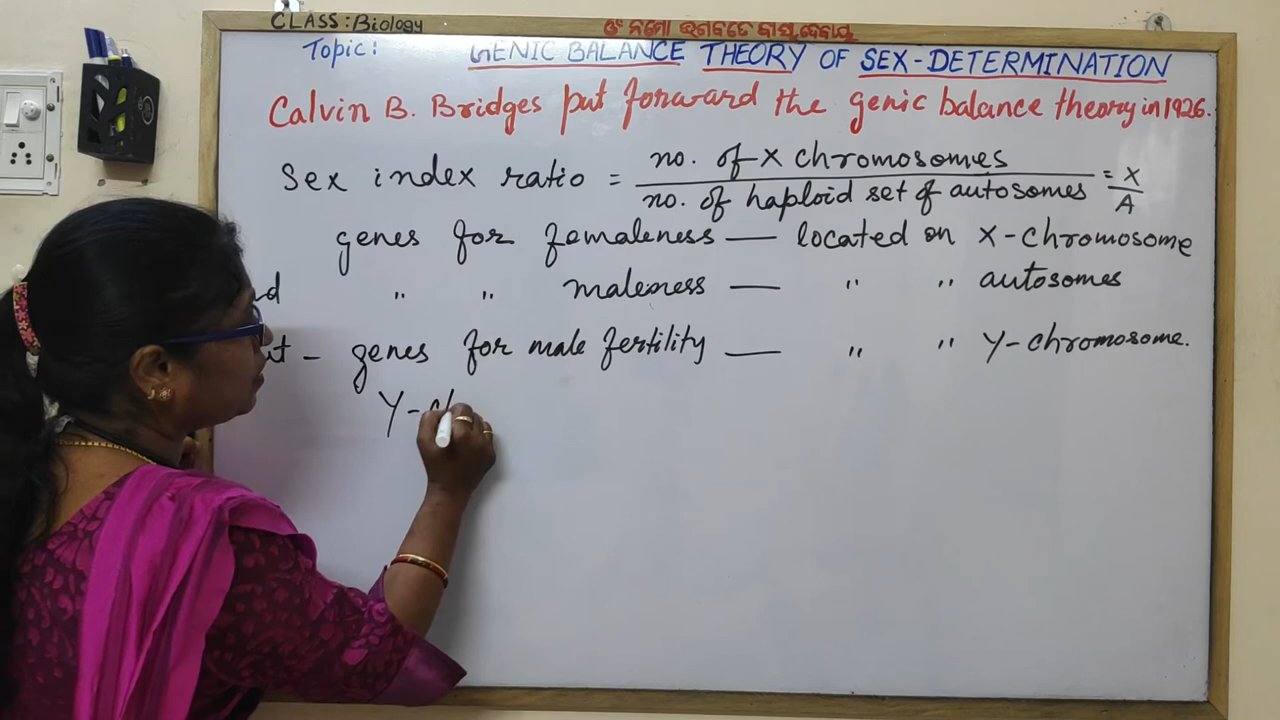 CLASS: Biology
ଓଁ ନମୋ ଭଗବତେ ବାସୁଦେବାୟ
Topic: GENIC BALANCE THEORY OF SEX-DETERMINATION
Calvin B. Bridges put forward the genic balance theory in 1926.
Sex index ratio = no. of X chromosomes / no. of haploid set of autosomes = X / A
genes for femaleness — located on X-chromosome
" " maleness — " " autosomes
genes for male fertility — " " Y-chromosome.
Y-